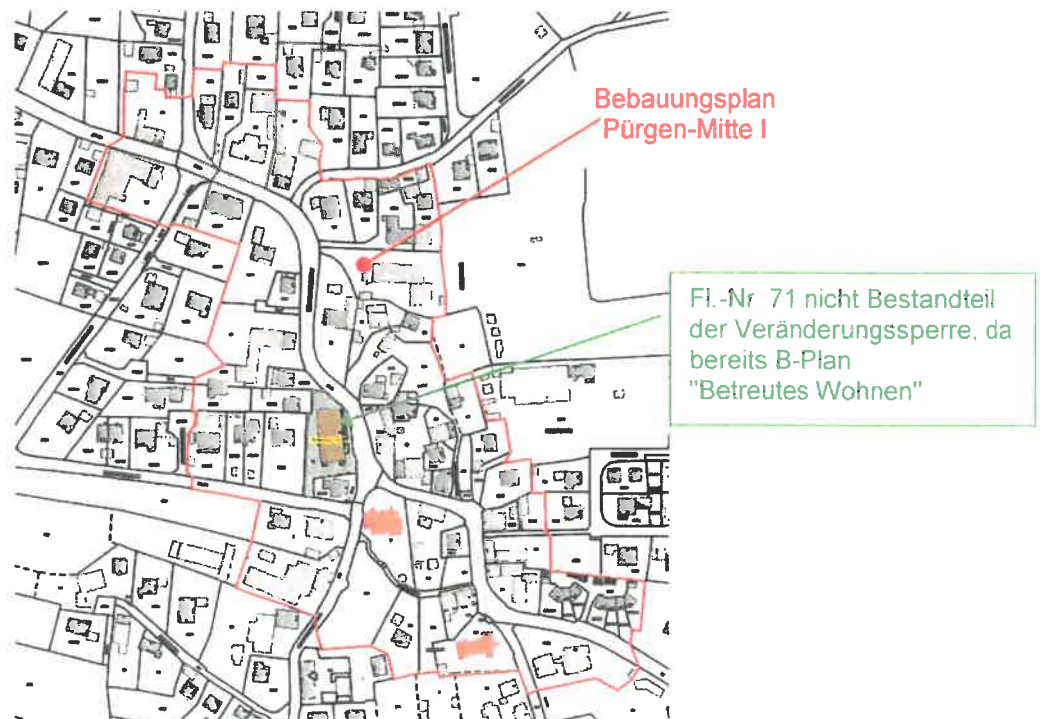 Bebauungsplan
Pürgen-Mitte I
Fl.-Nr 71 nicht Bestandteil
der Veränderungssperre, da
bereits B-Plan
"Betreutes Wohnen"